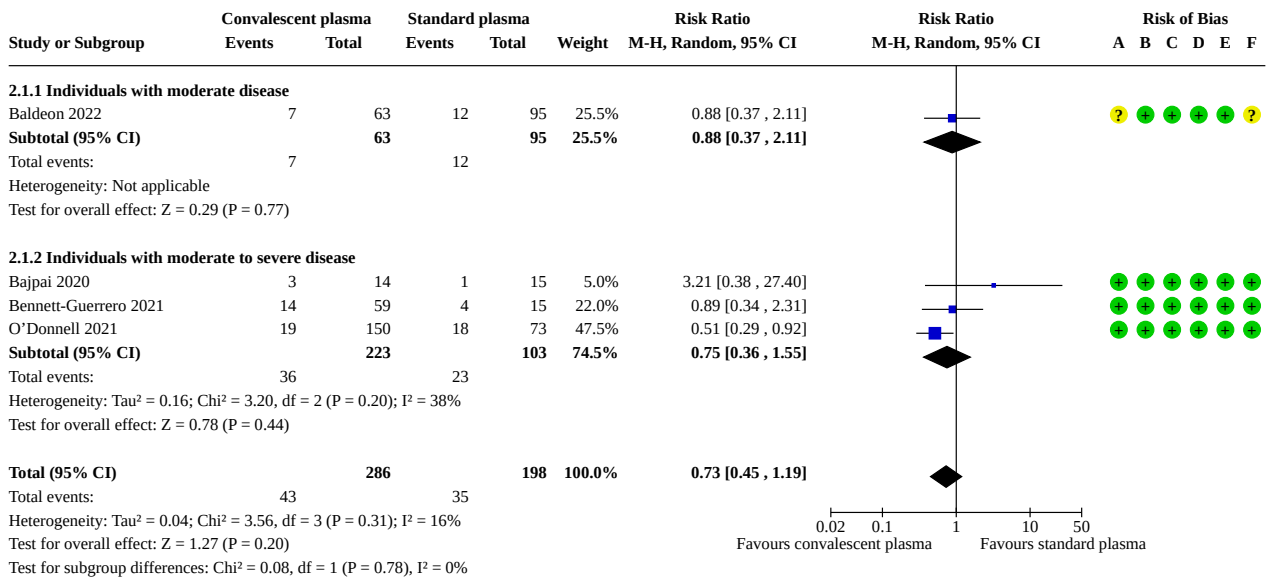 Convalescent plasma Standard plasma Risk Ratio Risk Ratio Risk of Bias
Study or Subgroup Events Total Events Total Weight M-H, Random, 95% CI M-H, Random, 95% CI A B C D E F
2.1.1 Individuals with moderate disease
Baldeon 2022 7 63 12 95 25.5% 0.88 [0.37 , 2.11] ? + + + + ?
Subtotal (95% CI) 63 95 25.5% 0.88 [0.37 , 2.11]
Total events: 7 12
Heterogeneity: Not applicable
Test for overall effect: Z = 0.29 (P = 0.77)
2.1.2 Individuals with moderate to severe disease
Bajpai 2020 3 14 1 15 5.0% 3.21 [0.38 , 27.40] + + + + + +
Bennett-Guerrero 2021 14 59 4 15 22.0% 0.89 [0.34 , 2.31] + + + + + +
O’Donnell 2021 19 150 18 73 47.5% 0.51 [0.29 , 0.92] + + + + + +
Subtotal (95% CI) 223 103 74.5% 0.75 [0.36 , 1.55]
Total events: 36 23
Heterogeneity: Tau² = 0.16; Chi² = 3.20, df = 2 (P = 0.20); I² = 38%
Test for overall effect: Z = 0.78 (P = 0.44)
Total (95% CI) 286 198 100.0% 0.73 [0.45 , 1.19]
Total events: 43 35
Heterogeneity: Tau² = 0.04; Chi² = 3.56, df = 3 (P = 0.31); I² = 16%
0.02 0.1 1 10 50
Test for overall effect: Z = 1.27 (P = 0.20) Favours convalescent plasma Favours standard plasma
Test for subgroup differences: Chi² = 0.08, df = 1 (P = 0.78), I² = 0%